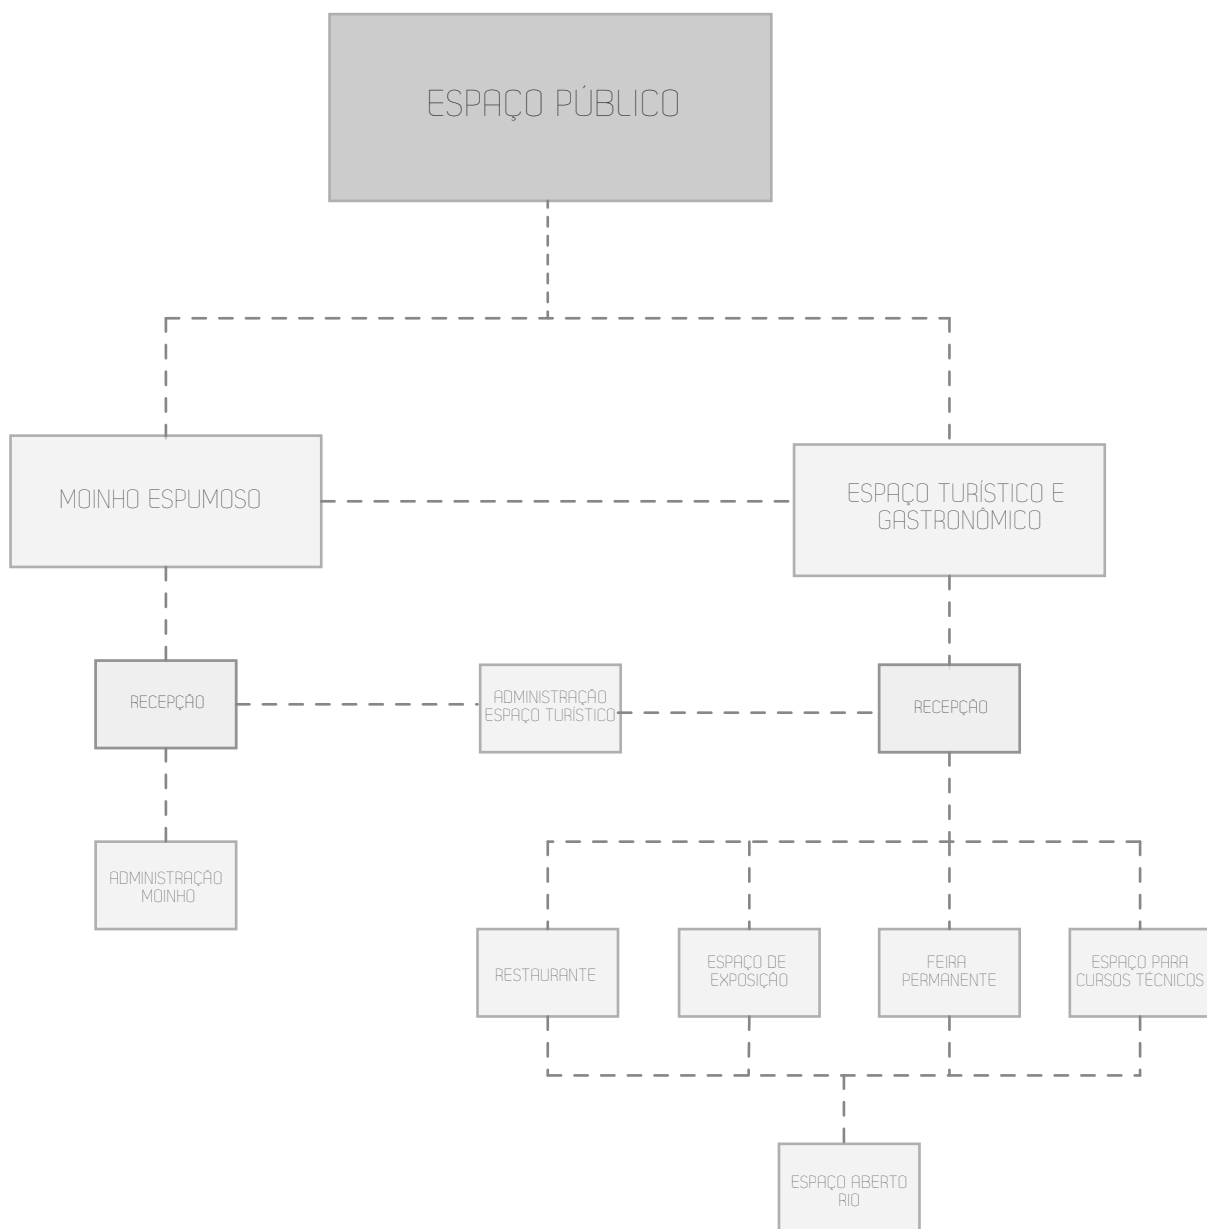 ESPAÇO PÚBLICO
MOINHO ESPUMOSO
ESPAÇO TURÍSTICO E
GASTRONÔMICO
RECEPÇÃO
ADMINISTRAÇÃO
ESPAÇO TURÍSTICO
RECEPÇÃO
ADMINISTRAÇÃO
MOINHO
RESTAURANTE
ESPAÇO DE
EXPOSIÇÃO
FEIRA
PERMANENTE
ESPAÇO PARA
CURSOS TÉCNICOS
ESPAÇO ABERTO
RIO